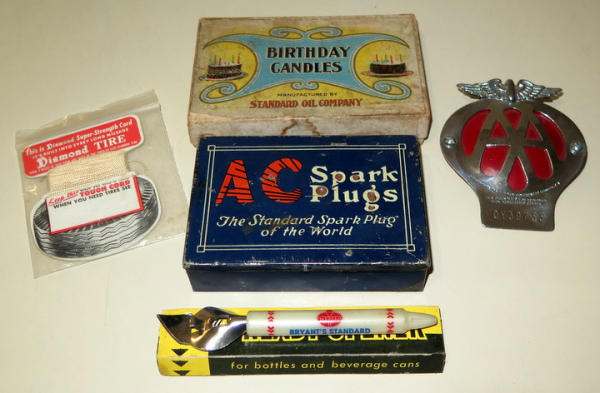 BIRTHDAY
CANDLES
MANUFACTURED BY
STANDARD OIL COMPANY
This is Diamond Super-Strength Cord
Diamond TIRE
TOUGH CORD
WHEN YOU NEED TIRES SEE
AC Spark
Plugs
The Standard Spark Plug
of the World
AA
BRYANT'S STANDARD
for bottles and beverage cans